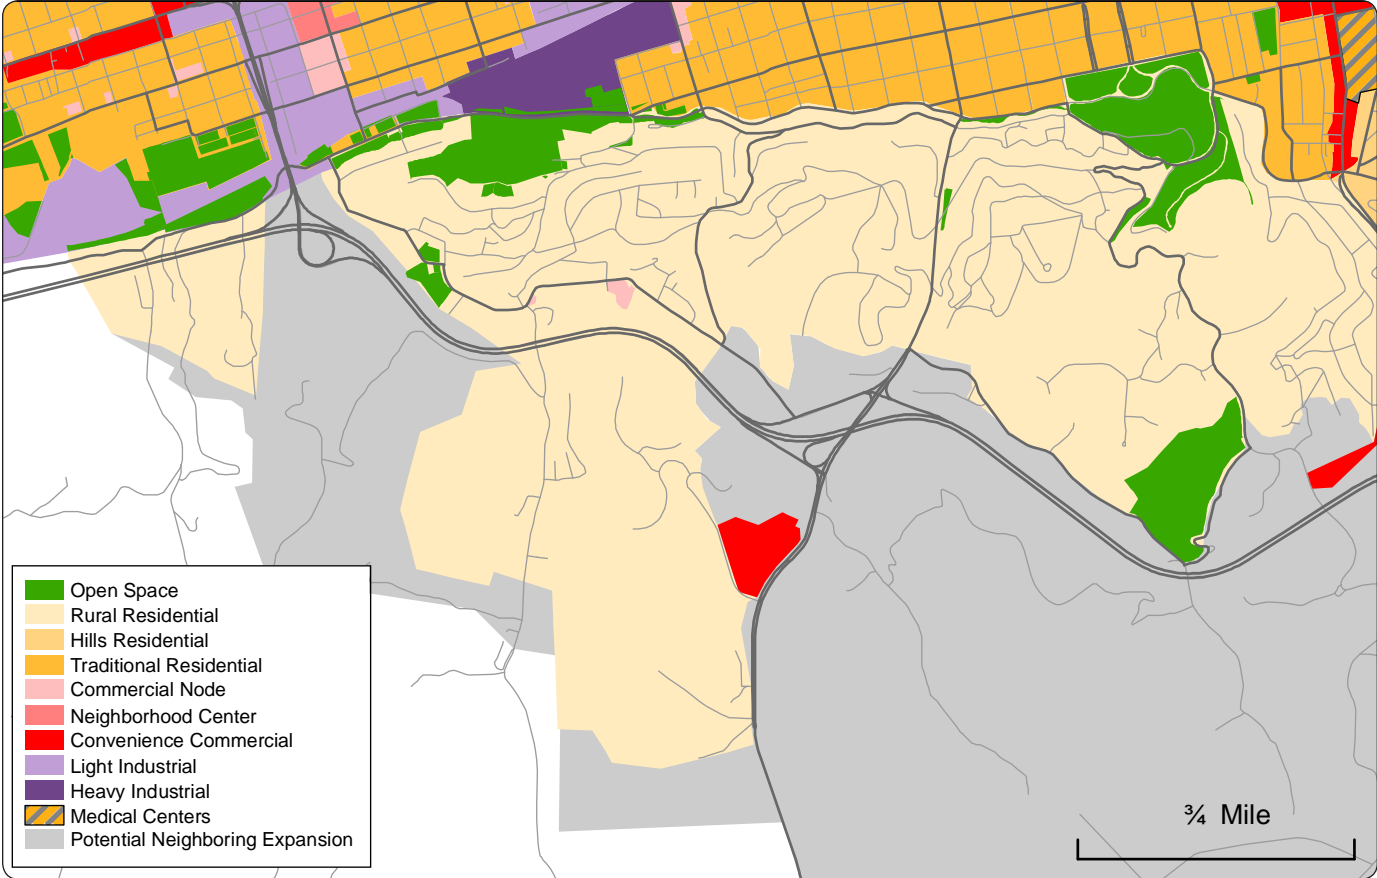 Open Space
Rural Residential
Hills Residential
Traditional Residential
Commercial Node
Neighborhood Center
Convenience Commercial
Light Industrial
Heavy Industrial
Medical Centers
Potential Neighboring Expansion
¾ Mile